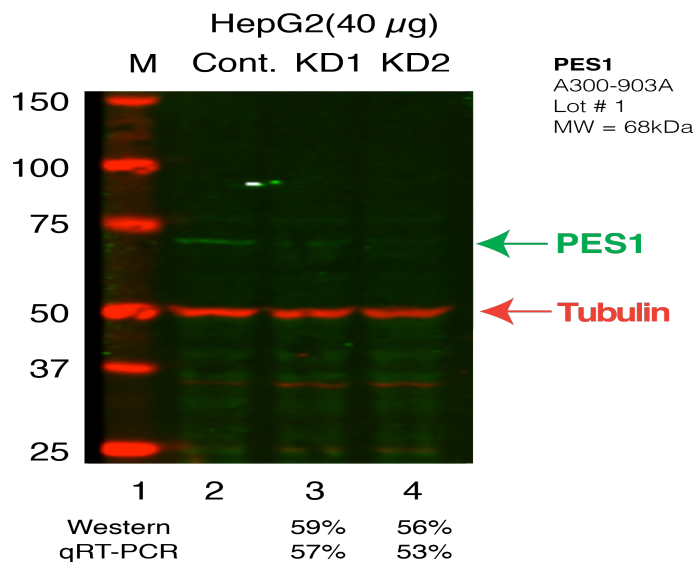 HepG2(40 µg)
M Cont. KD1 KD2
PES1
A300-903A
Lot # 1
MW = 68kDa
150
100
75
PES1
50
Tubulin
37
25
1 2 3 4
Western 59% 56%
qRT-PCR 57% 53%